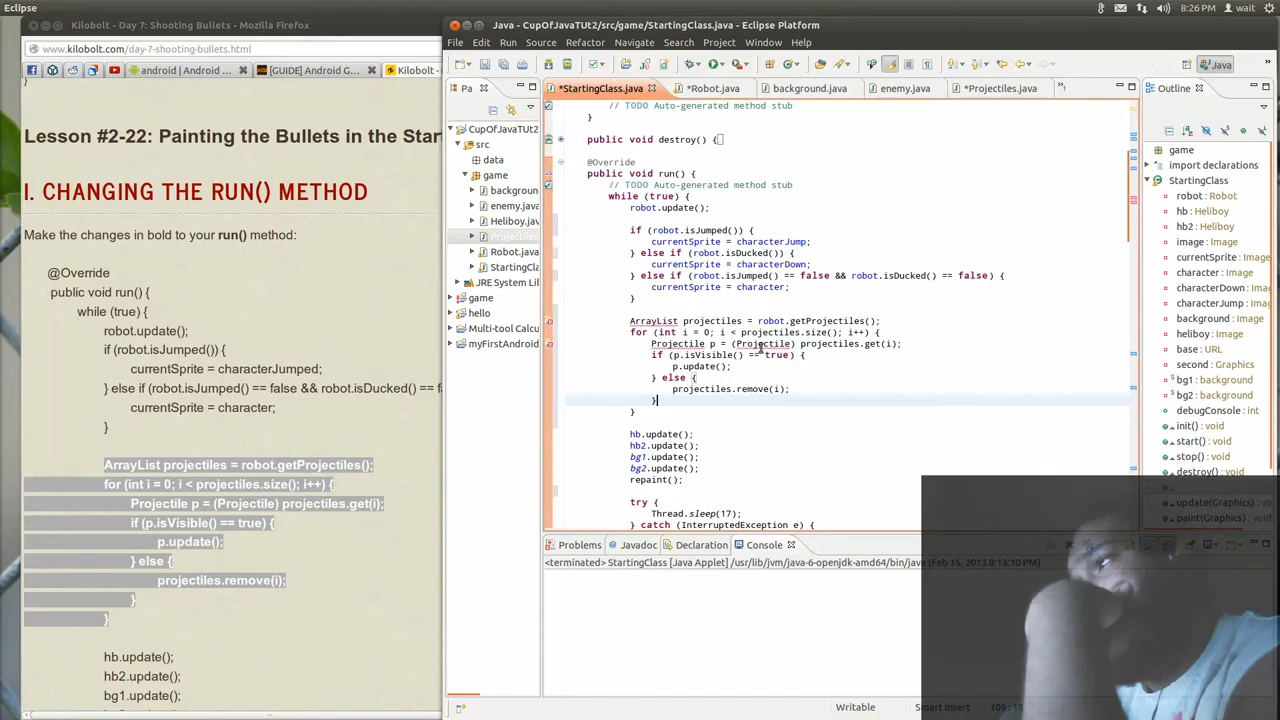 Eclipse
8:26 PM wait
Kilobolt - Day 7: Shooting Bullets - Mozilla Firefox
www.kilobolt.com/day-7-shooting-bullets.html
android | Android ... [GUIDE] Android G... Kilobolt -
}
Lesson #2-22: Painting the Bullets in the Star
I. CHANGING THE RUN() METHOD
Make the changes in bold to your run() method:
@Override
public void run() {
while (true) {
robot.update();
if (robot.isJumped()) {
currentSprite = characterJumped;
} else if (robot.isJumped() == false && robot.isDucked() == fals
currentSprite = character;
}
ArrayList projectiles = robot.getProjectiles();
for (int i = 0; i < projectiles.size(); i++) {
Projectile p = (Projectile) projectiles.get(i);
if (p.isVisible() == true) {
p.update();
} else {
projectiles.remove(i);
}
}
hb.update();
hb2.update();
bg1.update();
Java - CupOfJavaTUt2/src/game/StartingClass.java - Eclipse Platform
File Edit Run Source Refactor Navigate Search Project Window Help
Java
Pa
CupOfJavaTUt2
src
data
game
backgroun
enemy.java
Heliboy.jav
Projectiles
Robot.java
StartingCla
JRE System Lib
game
hello
Multi-tool Calcu
myFirstAndroid
*StartingClass.java *Robot.java background.java enemy.java *Projectiles.java
// TODO Auto-generated method stub
}
public void destroy() {
@Override
public void run() {
// TODO Auto-generated method stub
while (true) {
robot.update();
if (robot.isJumped()) {
currentSprite = characterJump;
} else if (robot.isDucked()) {
currentSprite = characterDown;
} else if (robot.isJumped() == false && robot.isDucked() == false) {
currentSprite = character;
}
ArrayList projectiles = robot.getProjectiles();
for (int i = 0; i < projectiles.size(); i++) {
Projectile p = (Projectile) projectiles.get(i);
if (p.isVisible() == true) {
p.update();
} else {
projectiles.remove(i);
}
}
hb.update();
hb2.update();
bg1.update();
bg2.update();
repaint();
try {
Thread.sleep(17);
} catch (InterruptedException e) {
Outline
game
import declarations
StartingClass
robot : Robot
hb : Heliboy
hb2 : Heliboy
image : Image
currentSprite : Image
character : Image
characterDown : Image
characterJump : Image
background : Image
heliboy : Image
base : URL
second : Graphics
bg1 : background
bg2 : background
debugConsole : int
init() : void
start() : void
stop() : void
destroy() : void
update(Graphics)
paint(Graphics) : vo
Problems Javadoc Declaration Console
<terminated> StartingClass [Java Applet] /usr/lib/jvm/java-6-openjdk-amd64/bin/java (Feb 15, 2013 8:13:10 PM)
Writable Smart Insert 109 : 18